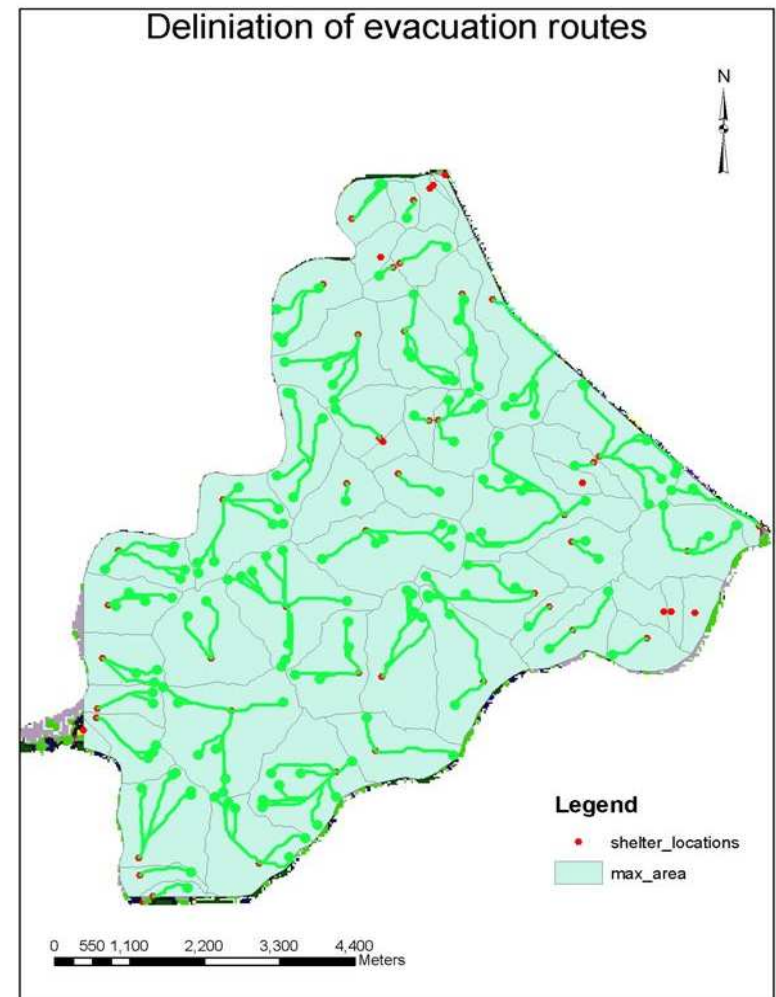 Deliniation of evacuation routes
N
Legend
shelter_locations
max_area
0 550 1,100 2,200 3,300 4,400
Meters